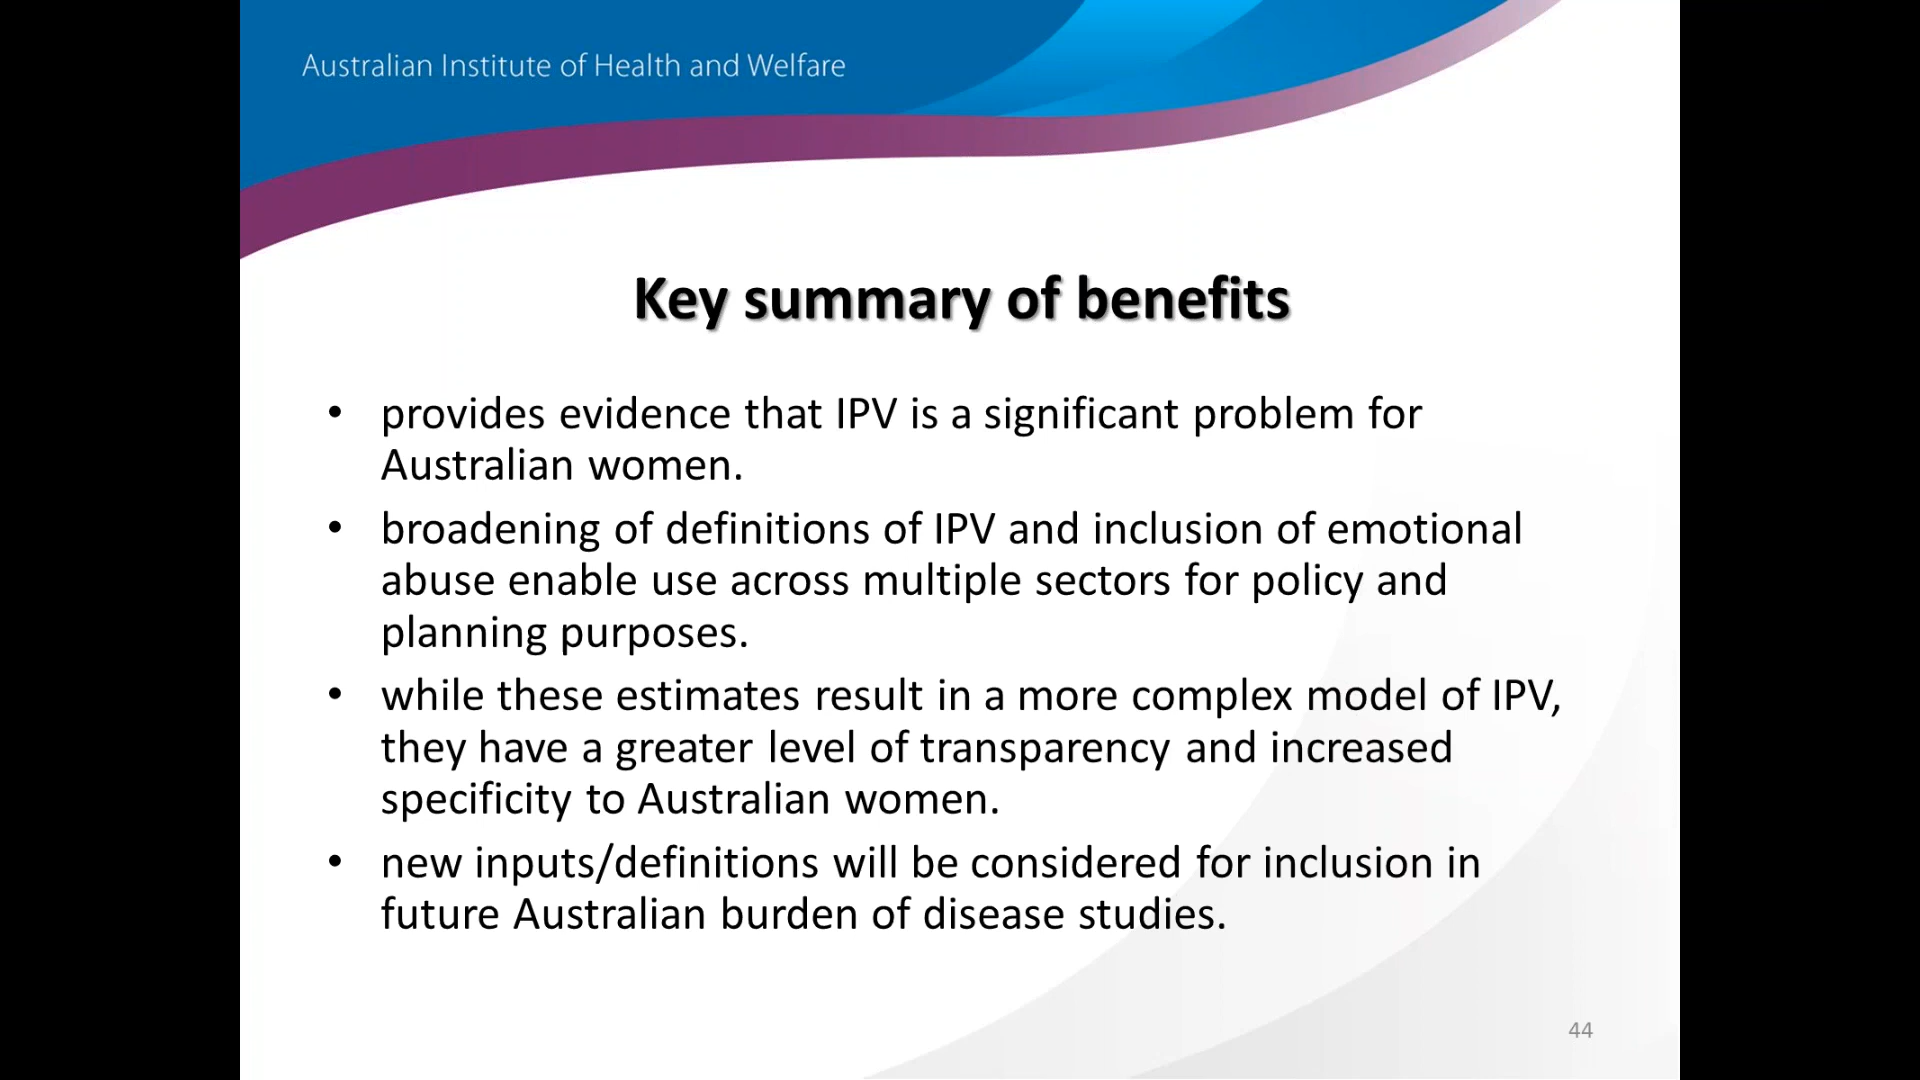 Australian Institute of Health and Welfare
Key summary of benefits
• provides evidence that IPV is a significant problem for
Australian women.
• broadening of definitions of IPV and inclusion of emotional
abuse enable use across multiple sectors for policy and
planning purposes.
• while these estimates result in a more complex model of IPV,
they have a greater level of transparency and increased
specificity to Australian women.
• new inputs/definitions will be considered for inclusion in
future Australian burden of disease studies.
44